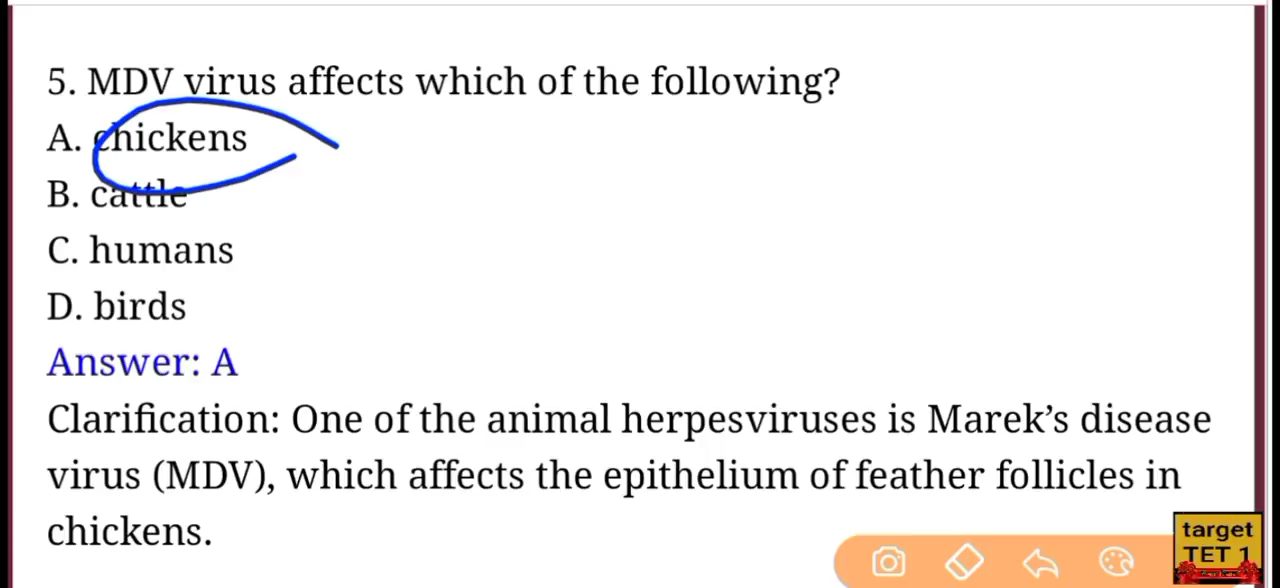 5. MDV virus affects which of the following?
A. chickens
B. cattle
C. humans
D. birds
Answer: A
Clarification: One of the animal herpesviruses is Marek’s disease
virus (MDV), which affects the epithelium of feather follicles in
chickens.
target
TET 1